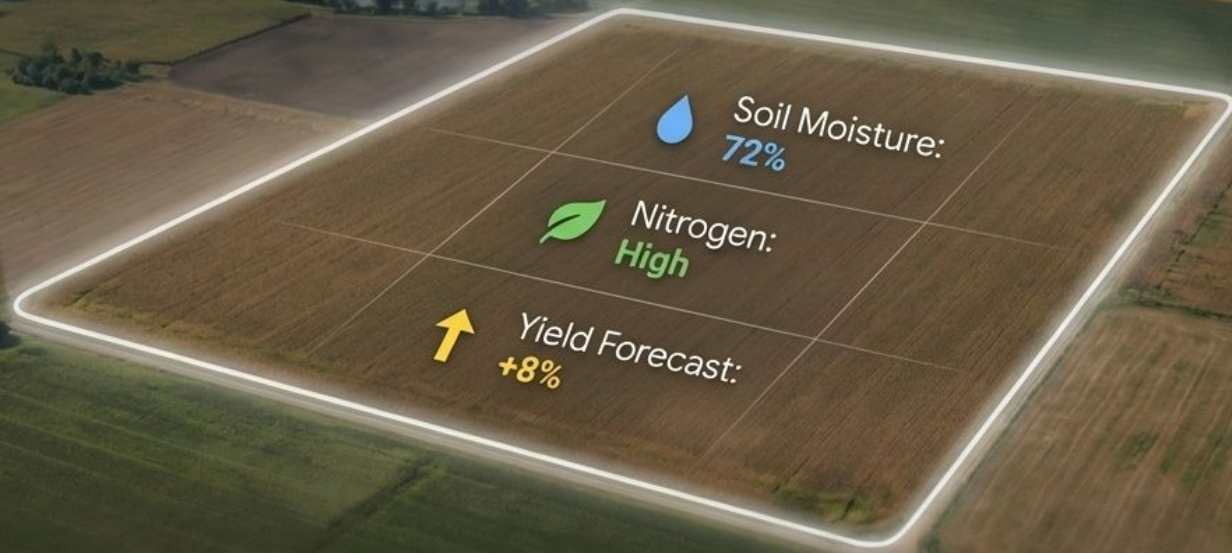 Soil Moisture:
72%
Nitrogen:
High
Yield Forecast:
+8%